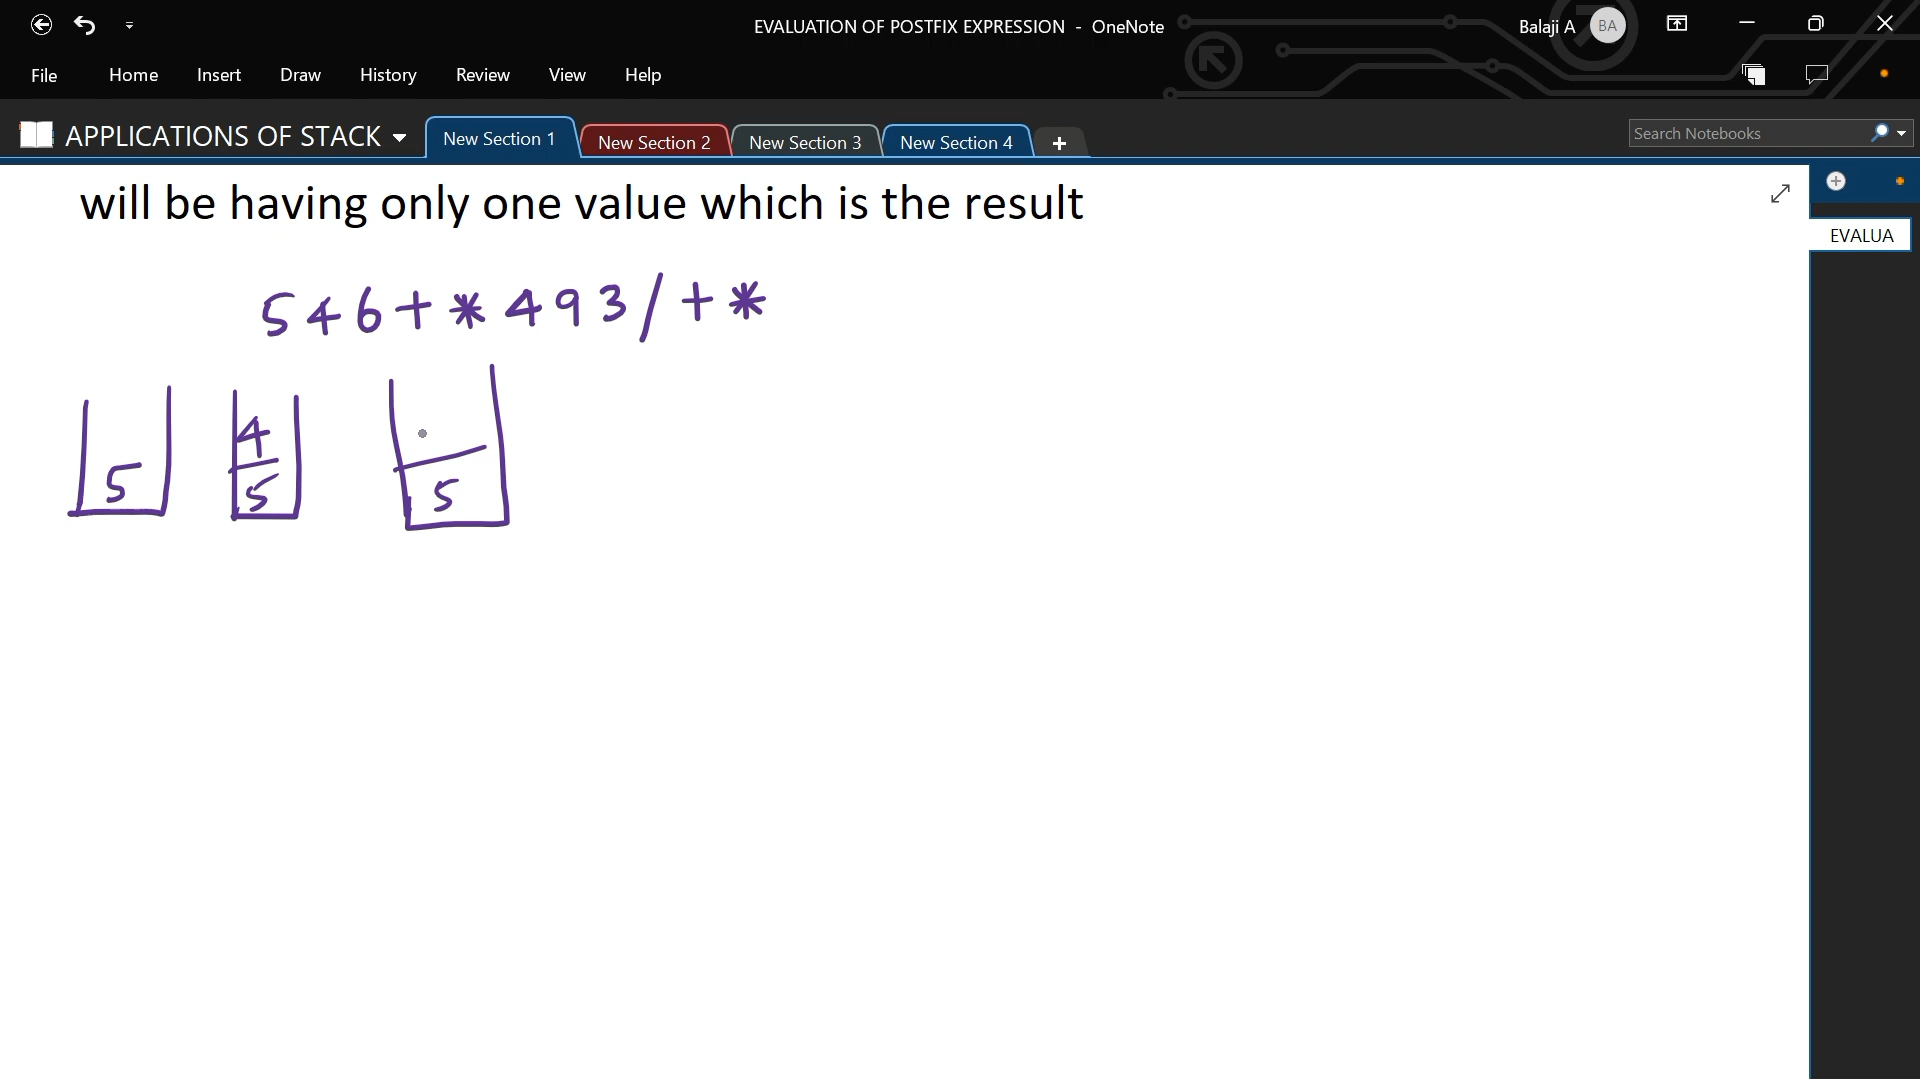 EVALUATION OF POSTFIX EXPRESSION - OneNote
Balaji A BA
File Home Insert Draw History Review View Help
APPLICATIONS OF STACK New Section 1 New Section 2 New Section 3 New Section 4 +
Search Notebooks
EVALUA
will be having only one value which is the result
5 4 6 + * 4 9 3 / + *
4
5 5 5